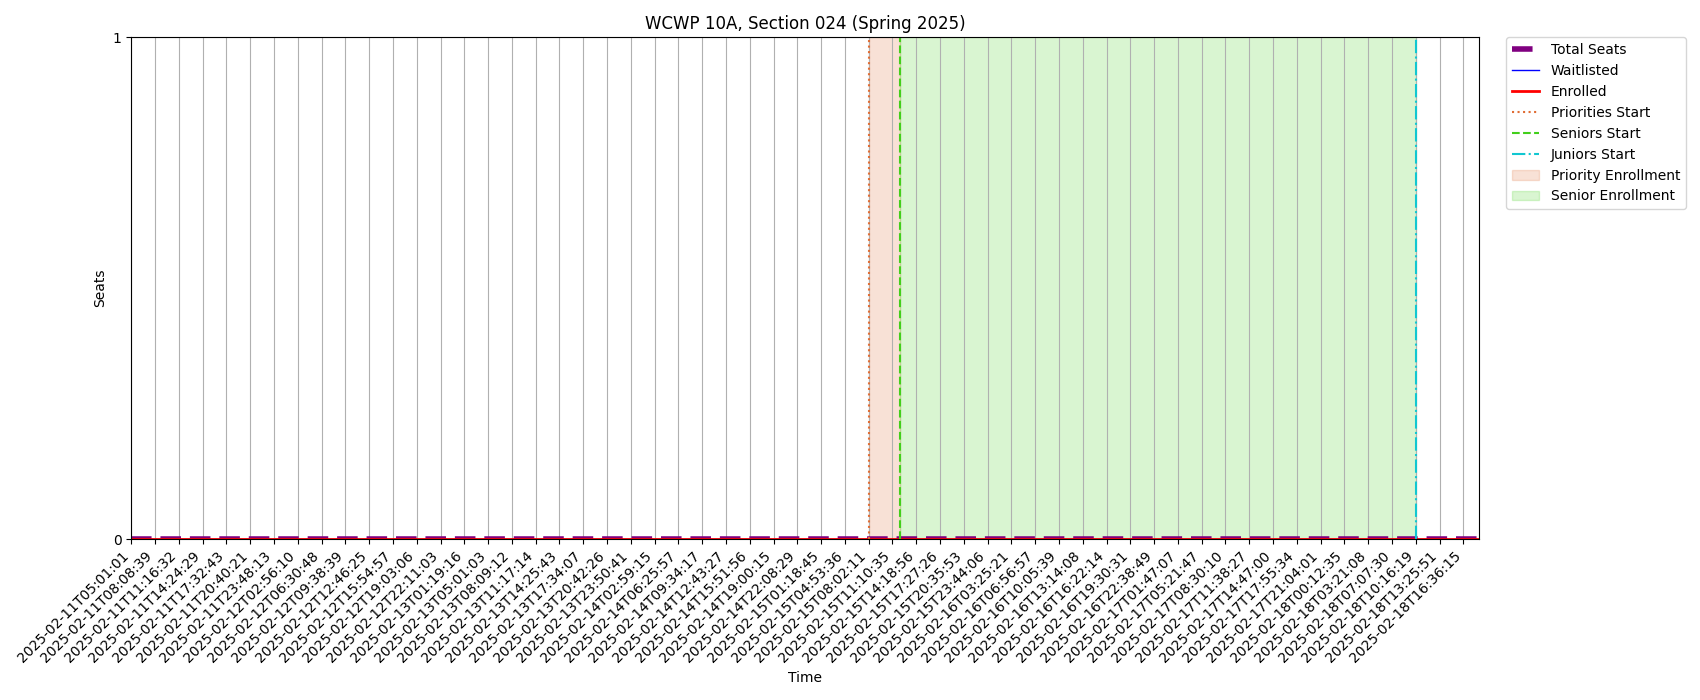 WCWP 10A, Section 024 (Spring 2025)
Total Seats
Waitlisted
Enrolled
Priorities Start
Seniors Start
Juniors Start
Priority Enrollment
Senior Enrollment
Seats
1
0
2025-02-11T05:01:01
2025-02-11T08:08:39
2025-02-11T11:16:32
2025-02-11T14:24:29
2025-02-11T17:32:43
2025-02-11T20:40:21
2025-02-11T23:48:13
2025-02-12T02:56:10
2025-02-12T06:30:48
2025-02-12T09:38:39
2025-02-12T12:46:25
2025-02-12T15:54:57
2025-02-12T19:03:06
2025-02-12T22:11:03
2025-02-13T01:19:16
2025-02-13T05:01:03
2025-02-13T08:09:12
2025-02-13T11:17:14
2025-02-13T14:25:43
2025-02-13T17:34:07
2025-02-13T20:42:26
2025-02-13T23:50:41
2025-02-14T02:59:15
2025-02-14T06:25:57
2025-02-14T09:34:17
2025-02-14T12:43:27
2025-02-14T15:51:56
2025-02-14T19:00:15
2025-02-14T22:08:29
2025-02-15T01:18:45
2025-02-15T04:53:36
2025-02-15T08:02:11
2025-02-15T11:10:35
2025-02-15T14:18:56
2025-02-15T17:27:26
2025-02-15T20:35:53
2025-02-15T23:44:06
2025-02-16T03:25:21
2025-02-16T06:56:57
2025-02-16T10:05:39
2025-02-16T13:14:08
2025-02-16T16:22:14
2025-02-16T19:30:31
2025-02-16T22:38:49
2025-02-17T01:47:07
2025-02-17T05:21:47
2025-02-17T08:30:10
2025-02-17T11:38:27
2025-02-17T14:47:00
2025-02-17T17:55:34
2025-02-17T21:04:01
2025-02-18T00:12:35
2025-02-18T03:21:08
2025-02-18T07:07:30
2025-02-18T10:16:19
2025-02-18T13:25:51
2025-02-18T16:36:15
Time